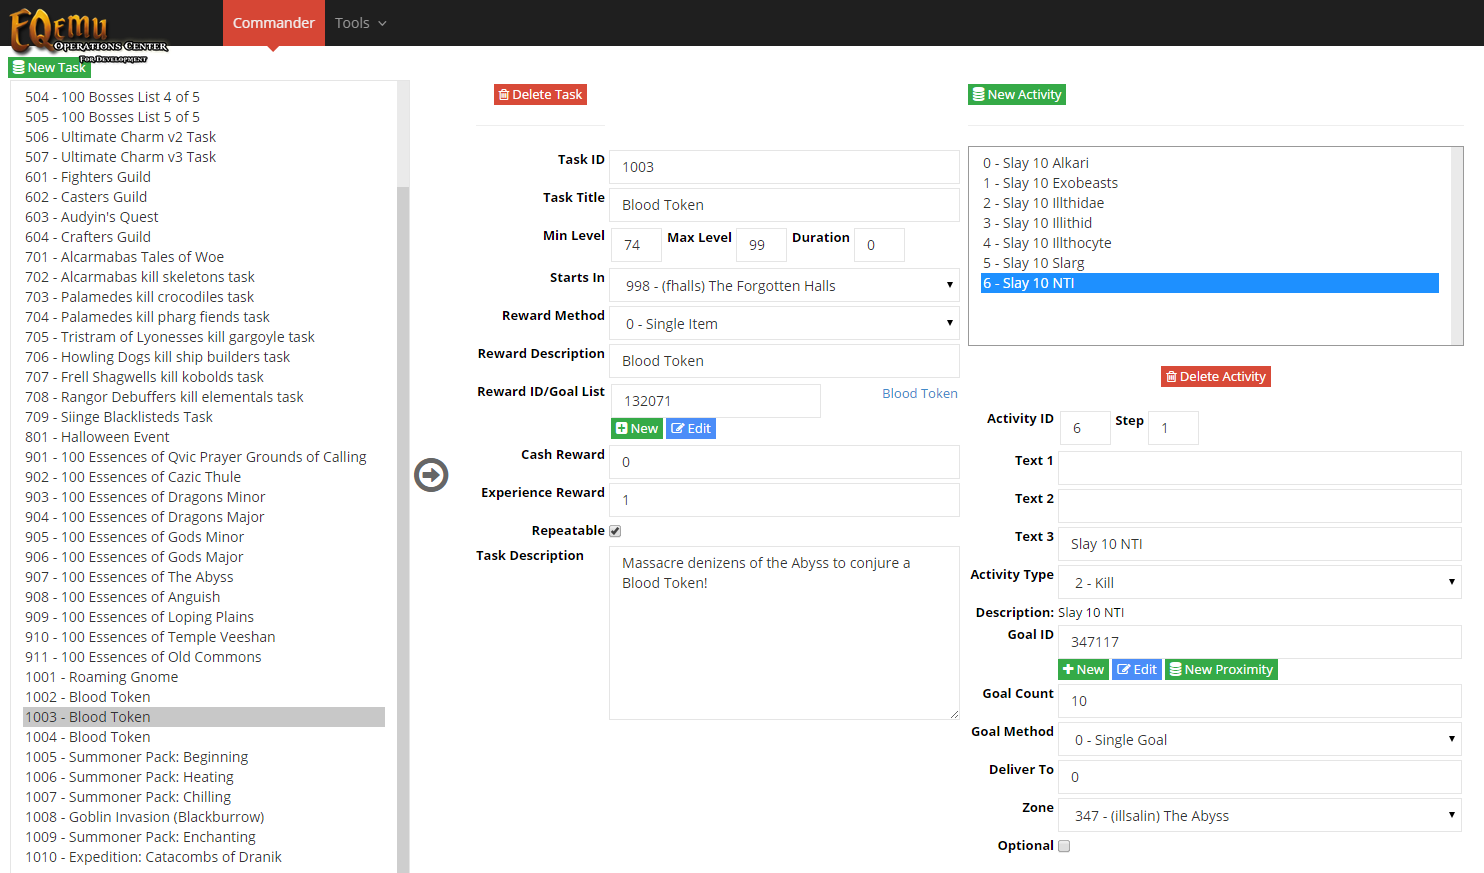 EQEmu
Operations Center
For Development
Commander
Tools
New Task
504 - 100 Bosses List 4 of 5
505 - 100 Bosses List 5 of 5
506 - Ultimate Charm v2 Task
507 - Ultimate Charm v3 Task
601 - Fighters Guild
602 - Casters Guild
603 - Audyin's Quest
604 - Crafters Guild
701 - Alcarmabas Tales of Woe
702 - Alcarmabas kill skeletons task
703 - Palamedes kill crocodiles task
704 - Palamedes kill pharg fiends task
705 - Tristram of Lyonesses kill gargoyle task
706 - Howling Dogs kill ship builders task
707 - Frell Shagwells kill kobolds task
708 - Rangor Debuffers kill elementals task
709 - Siinge Blacklisteds Task
801 - Halloween Event
901 - 100 Essences of Qvic Prayer Grounds of Calling
902 - 100 Essences of Cazic Thule
903 - 100 Essences of Dragons Minor
904 - 100 Essences of Dragons Major
905 - 100 Essences of Gods Minor
906 - 100 Essences of Gods Major
907 - 100 Essences of The Abyss
908 - 100 Essences of Anguish
909 - 100 Essences of Loping Plains
910 - 100 Essences of Temple Veeshan
911 - 100 Essences of Old Commons
1001 - Roaming Gnome
1002 - Blood Token
1003 - Blood Token
1004 - Blood Token
1005 - Summoner Pack: Beginning
1006 - Summoner Pack: Heating
1007 - Summoner Pack: Chilling
1008 - Goblin Invasion (Blackburrow)
1009 - Summoner Pack: Enchanting
1010 - Expedition: Catacombs of Dranik
Delete Task
Task ID 1003
Task Title Blood Token
Min Level 74 Max Level 99 Duration 0
Starts In 998 - (fhalls) The Forgotten Halls
Reward Method 0 - Single Item
Reward Description Blood Token
Reward ID/Goal List 132071 Blood Token
New Edit
Cash Reward 0
Experience Reward 1
Repeatable
Task Description Massacre denizens of the Abyss to conjure a
Blood Token!
New Activity
0 - Slay 10 Alkari
1 - Slay 10 Exobeasts
2 - Slay 10 Illthidae
3 - Slay 10 Illithid
4 - Slay 10 Illthocyte
5 - Slay 10 Slarg
6 - Slay 10 NTI
Delete Activity
Activity ID 6 Step 1
Text 1
Text 2
Text 3 Slay 10 NTI
Activity Type 2 - Kill
Description: Slay 10 NTI
Goal ID 347117
New Edit New Proximity
Goal Count 10
Goal Method 0 - Single Goal
Deliver To 0
Zone 347 - (illsalin) The Abyss
Optional